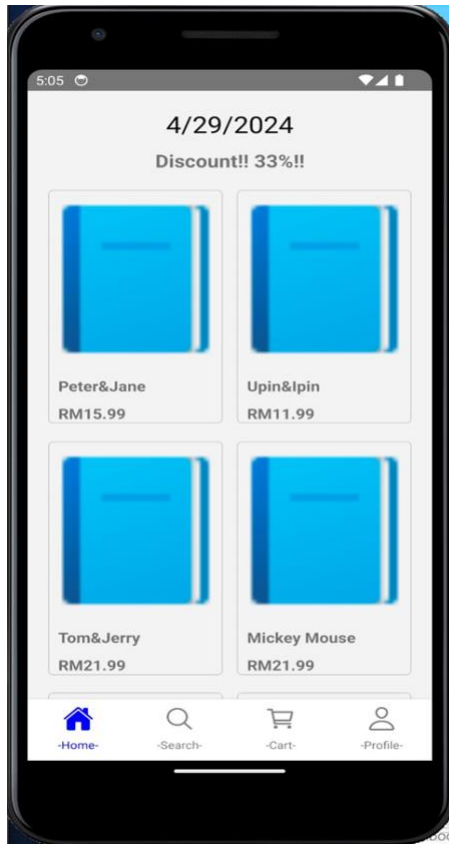 5:05
4/29/2024
Discount!! 33%!!
Peter&Jane
RM15.99
Upin&Ipin
RM11.99
Tom&Jerry
RM21.99
Mickey Mouse
RM21.99
-Home-
-Search-
-Cart-
-Profile-